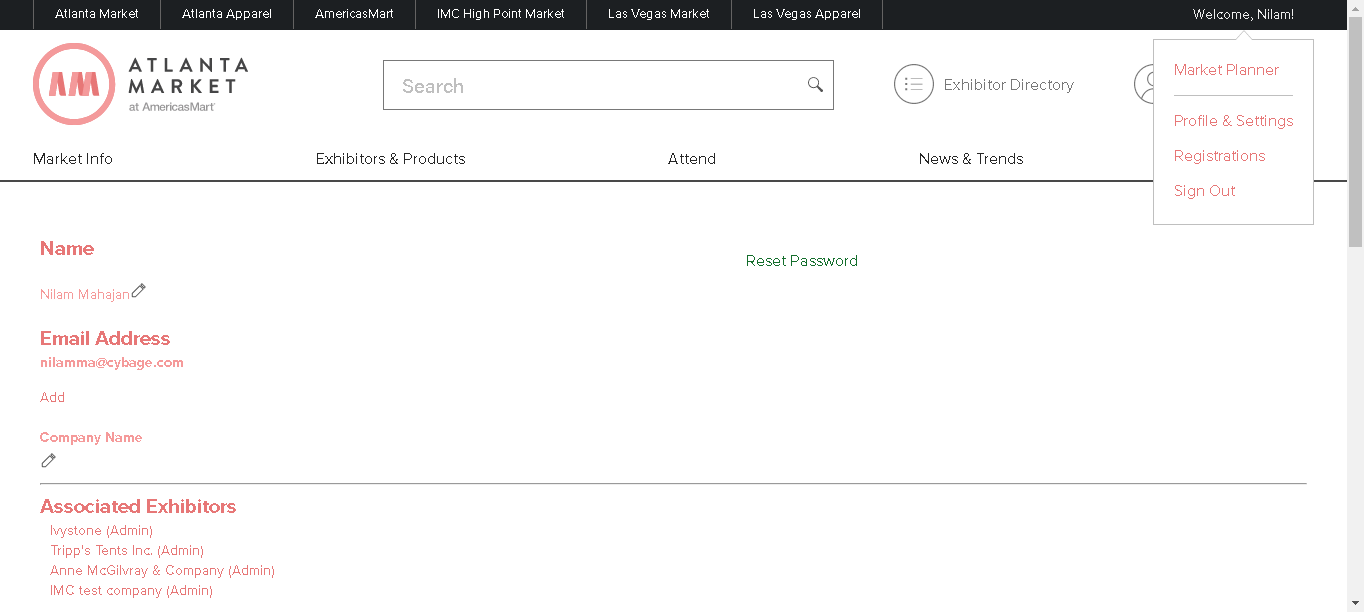 Atlanta Market
Atlanta Apparel
AmericasMart
IMC High Point Market
Las Vegas Market
Las Vegas Apparel
Welcome, Nilam!
ATLANTA
MARKET
at AmericasMart
Search
Exhibitor Directory
Market Planner
Profile & Settings
Registrations
Sign Out
Market Info
Exhibitors & Products
Attend
News & Trends
Name
Reset Password
Nilam Mahajan
Email Address
nilamma@cybage.com
Add
Company Name
Associated Exhibitors
Ivystone (Admin)
Tripp's Tents Inc. (Admin)
Anne McGilvray & Company (Admin)
IMC test company (Admin)